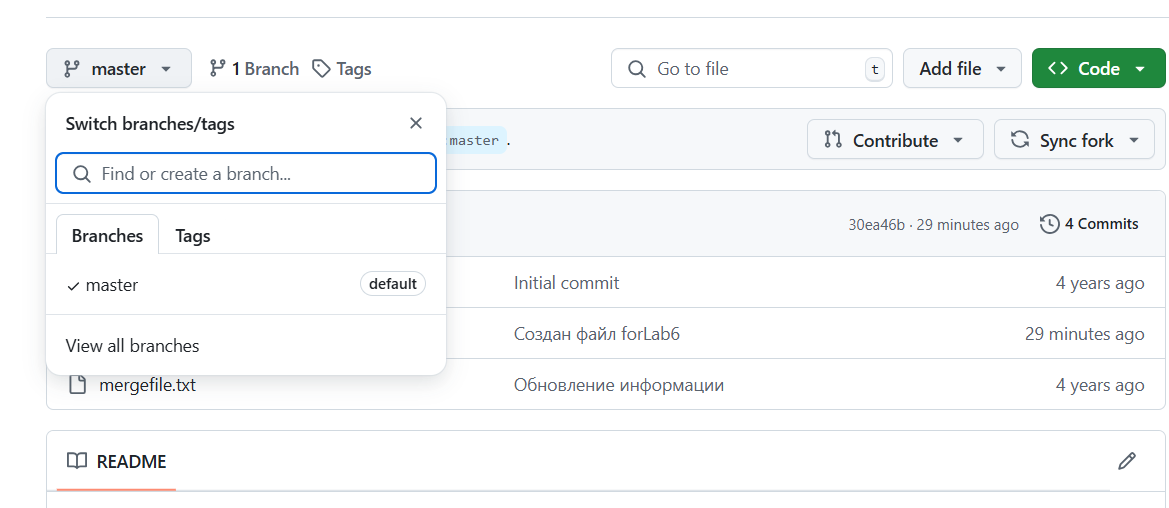 master
1 Branch
Tags
Go to file
t
Add file
Code
Switch branches/tags
Find or create a branch...
Branches
Tags
master
default
View all branches
master .
Contribute
Sync fork
30ea46b · 29 minutes ago
4 Commits
Initial commit
4 years ago
Создан файл forLab6
29 minutes ago
mergefile.txt
Обновление информации
4 years ago
README